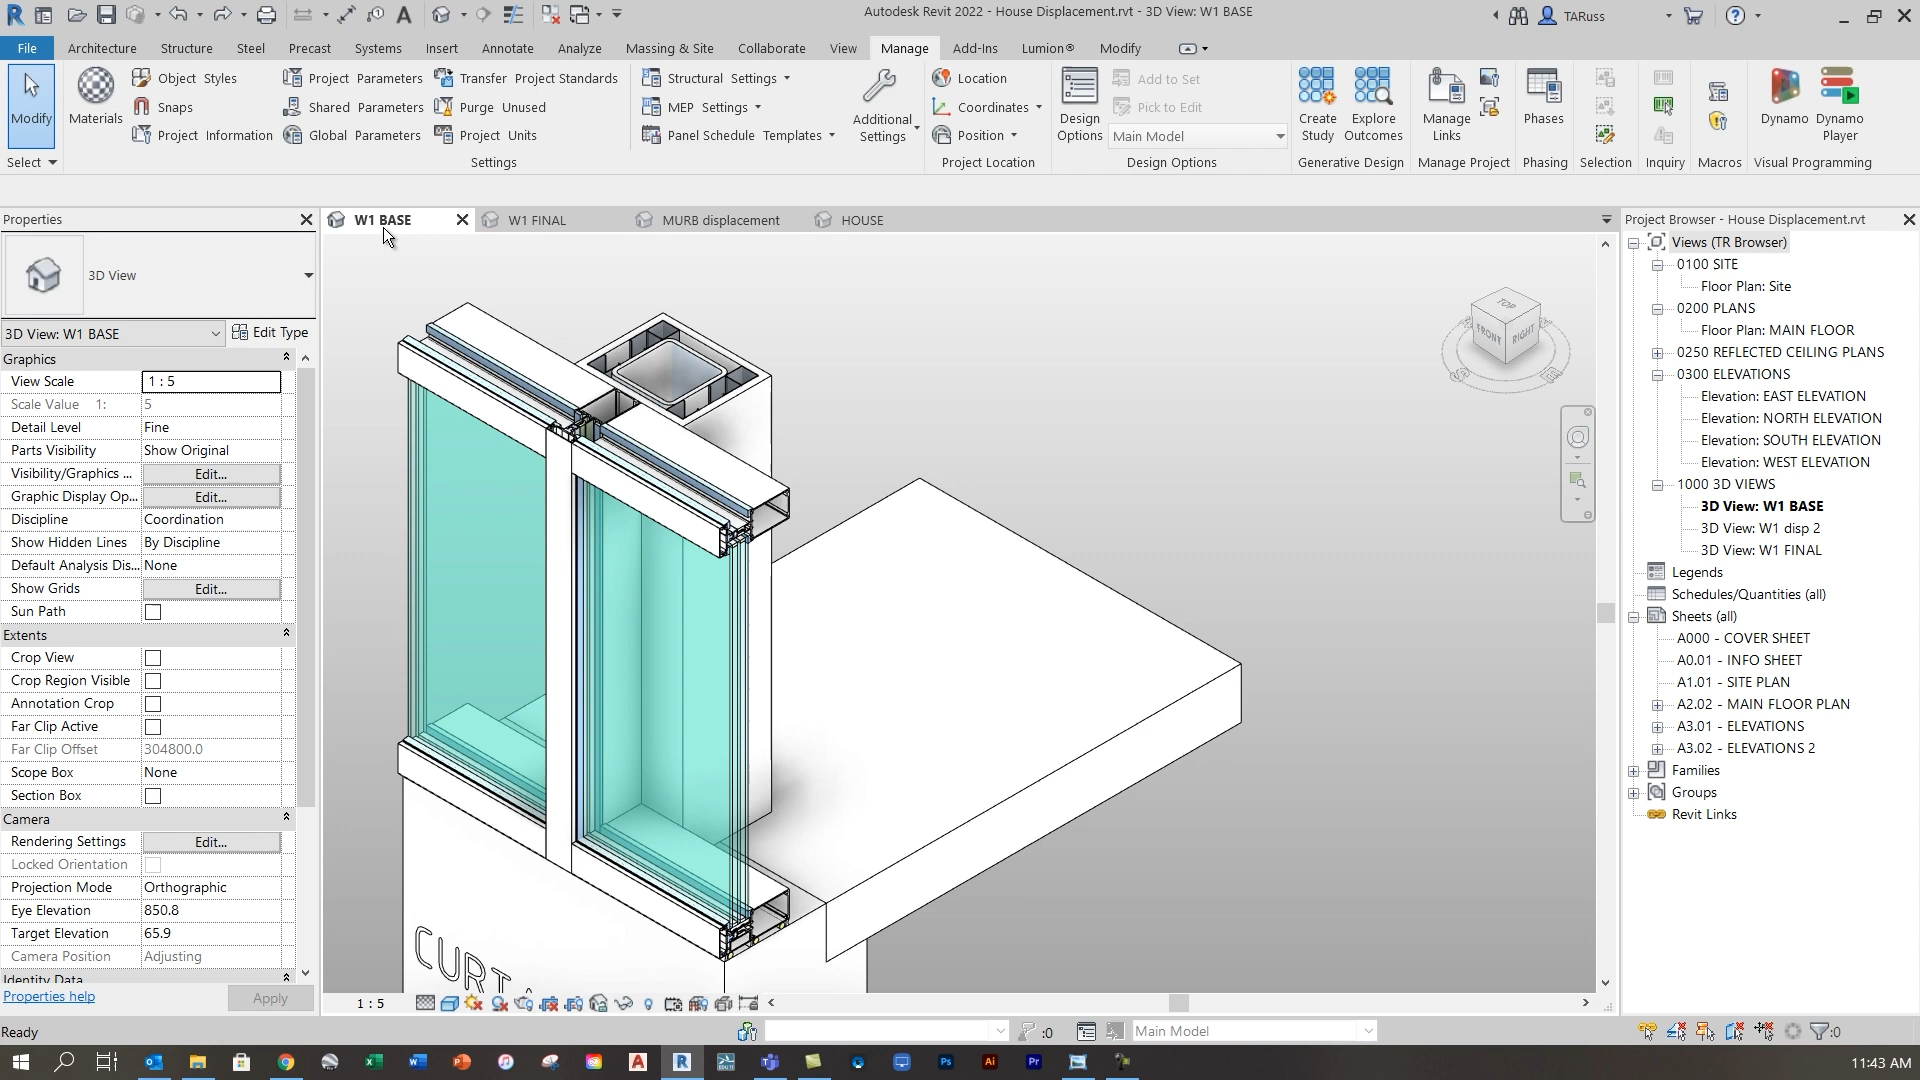 Autodesk Revit 2022 - House Displacement.rvt - 3D View: W1 BASE
TARuss
File Architecture Structure Steel Precast Systems Insert Annotate Analyze Massing & Site Collaborate View Manage Add-Ins Lumion® Modify
Modify
Select
Materials
Object Styles
Snaps
Project Information
Project Parameters
Shared Parameters
Global Parameters
Transfer Project Standards
Purge Unused
Project Units
Settings
Structural Settings
MEP Settings
Panel Schedule Templates
Additional
Settings
Location
Coordinates
Position
Project Location
Design
Options
Add to Set
Pick to Edit
Main Model
Design Options
Create
Study
Explore
Outcomes
Generative Design
Manage
Links
Manage Project
Phases
Phasing
Selection
Inquiry
Macros
Dynamo
Dynamo
Player
Visual Programming
Properties
W1 BASE
W1 FINAL
MURB displacement
HOUSE
3D View
3D View: W1 BASE
Edit Type
Graphics
View Scale 1 : 5
Scale Value 1: 5
Detail Level Fine
Parts Visibility Show Original
Visibility/Graphics ... Edit...
Graphic Display Op... Edit...
Discipline Coordination
Show Hidden Lines By Discipline
Default Analysis Dis... None
Show Grids Edit...
Sun Path
Extents
Crop View
Crop Region Visible
Annotation Crop
Far Clip Active
Far Clip Offset 304800.0
Scope Box None
Section Box
Camera
Rendering Settings Edit...
Locked Orientation
Projection Mode Orthographic
Eye Elevation 850.8
Target Elevation 65.9
Camera Position Adjusting
Identity Data
Properties help
Apply
TOP
FRONT
RIGHT
S
E
CURT
1 : 5
Project Browser - House Displacement.rvt
Views (TR Browser)
0100 SITE
Floor Plan: Site
0200 PLANS
Floor Plan: MAIN FLOOR
0250 REFLECTED CEILING PLANS
0300 ELEVATIONS
Elevation: EAST ELEVATION
Elevation: NORTH ELEVATION
Elevation: SOUTH ELEVATION
Elevation: WEST ELEVATION
1000 3D VIEWS
3D View: W1 BASE
3D View: W1 disp 2
3D View: W1 FINAL
Legends
Schedules/Quantities (all)
Sheets (all)
A000 - COVER SHEET
A0.01 - INFO SHEET
A1.01 - SITE PLAN
A2.02 - MAIN FLOOR PLAN
A3.01 - ELEVATIONS
A3.02 - ELEVATIONS 2
Families
Groups
Revit Links
Ready
:0
Main Model
:0
11:43 AM